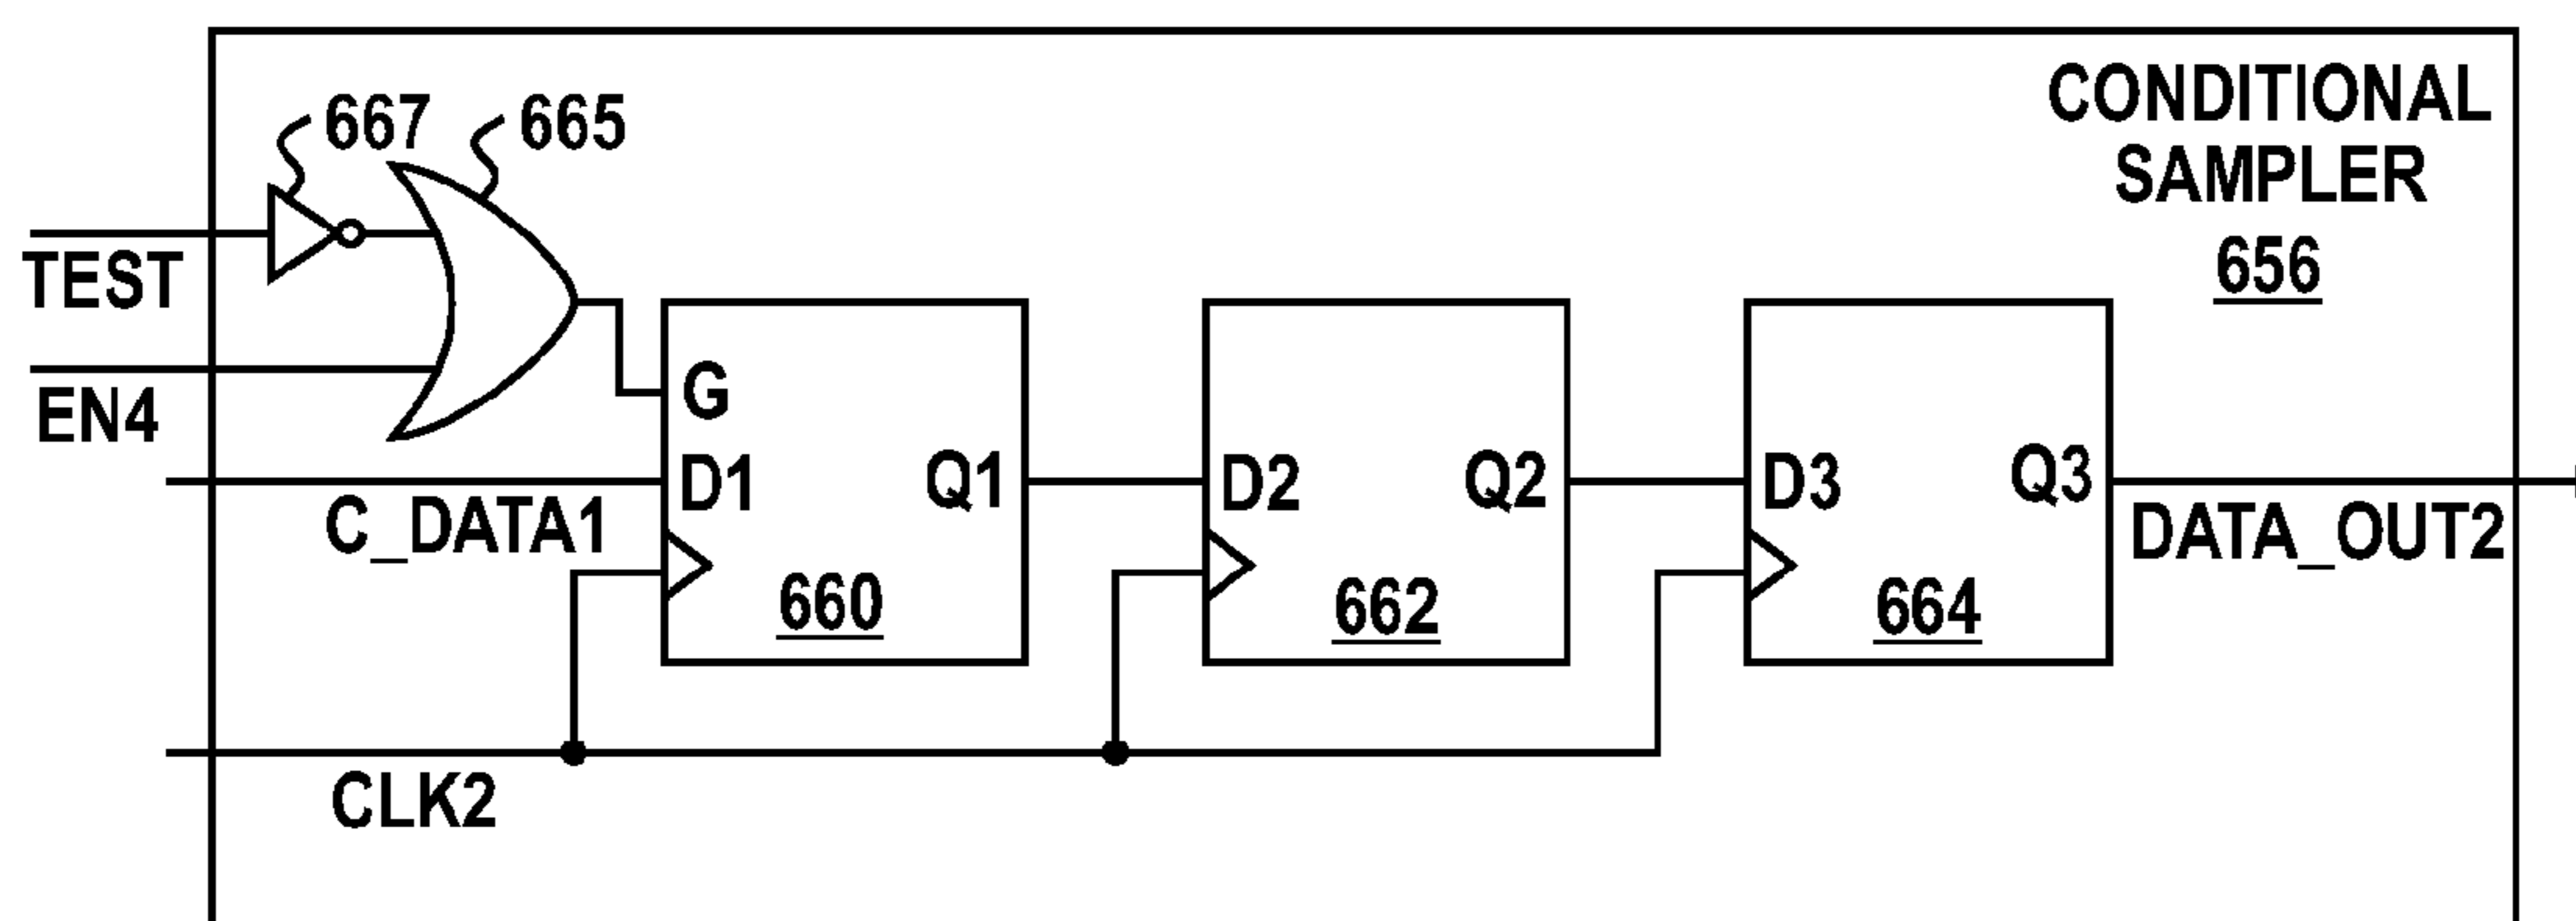 CONDITIONAL
SAMPLER
656
667
665
TEST
EN4
G
D1
Q1
D2
Q2
D3
Q3
C_DATA1
DATA_OUT2
660
662
664
CLK2